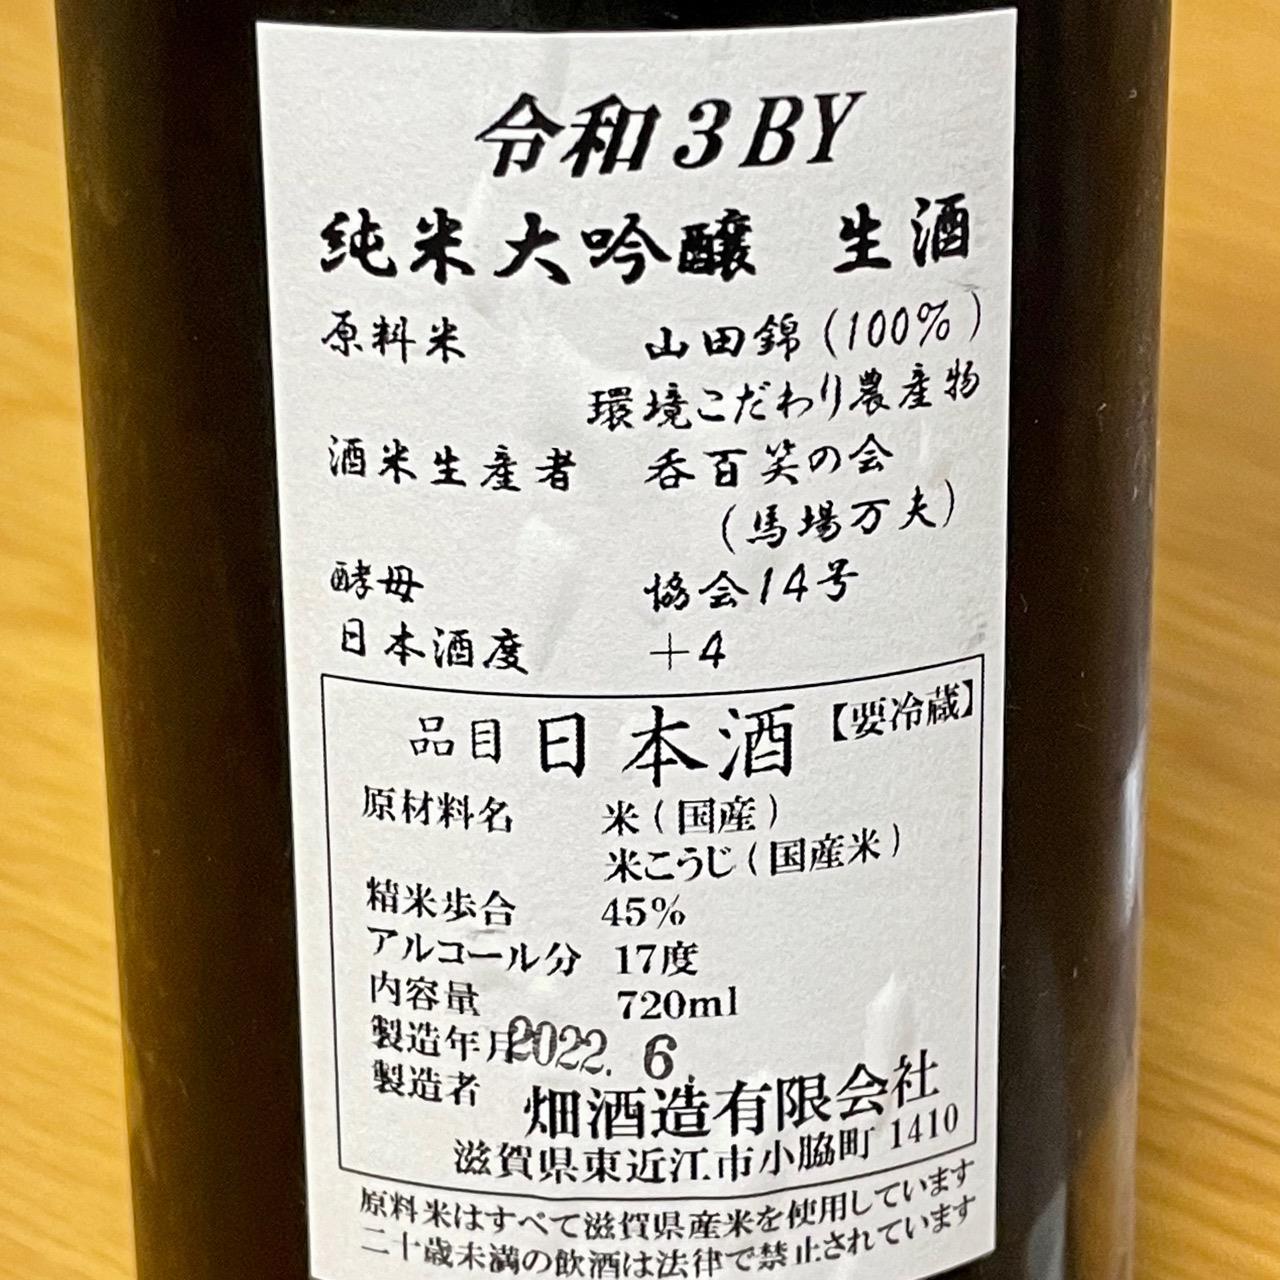 令和3BY
純米大吟醸 生酒
原料米 山田錦(100%)
環境こだわり農産物
酒米生産者 呑百笑の会
(馬場万夫)
酵母 協会14号
日本酒度 +4
品目 日本酒 【要冷蔵】
原材料名 米(国産)
米こうじ(国産米)
精米歩合 45%
アルコール分 17度
内容量 720ml
製造年月 2022. 6.
製造者 畑酒造有限会社
滋賀県東近江市小脇町 1410
原料米はすべて滋賀県産米を使用しています
二十歳未満の飲酒は法律で禁止されています